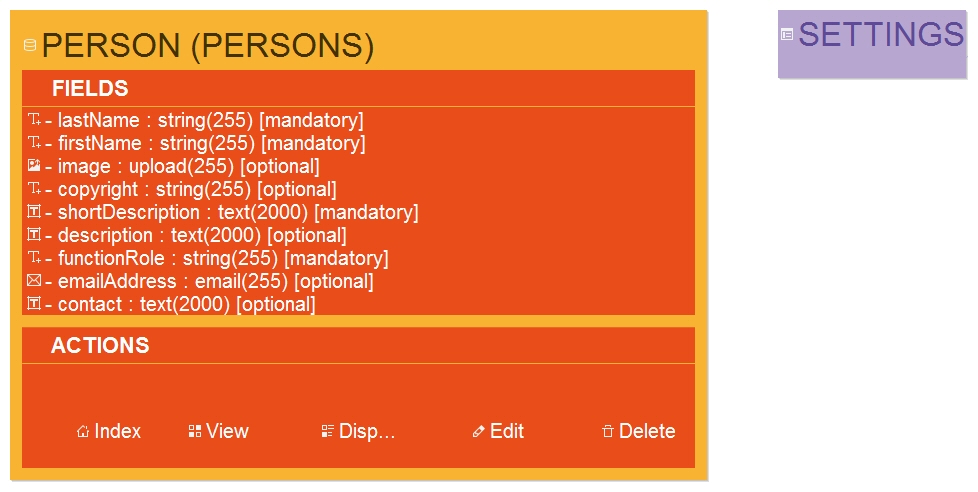 PERSON (PERSONS)
SETTINGS
FIELDS
- lastName : string(255) [mandatory]
- firstName : string(255) [mandatory]
- image : upload(255) [optional]
- copyright : string(255) [optional]
- shortDescription : text(2000) [mandatory]
- description : text(2000) [optional]
- functionRole : string(255) [mandatory]
- emailAddress : email(255) [optional]
- contact : text(2000) [optional]
ACTIONS
Index View Disp... Edit Delete